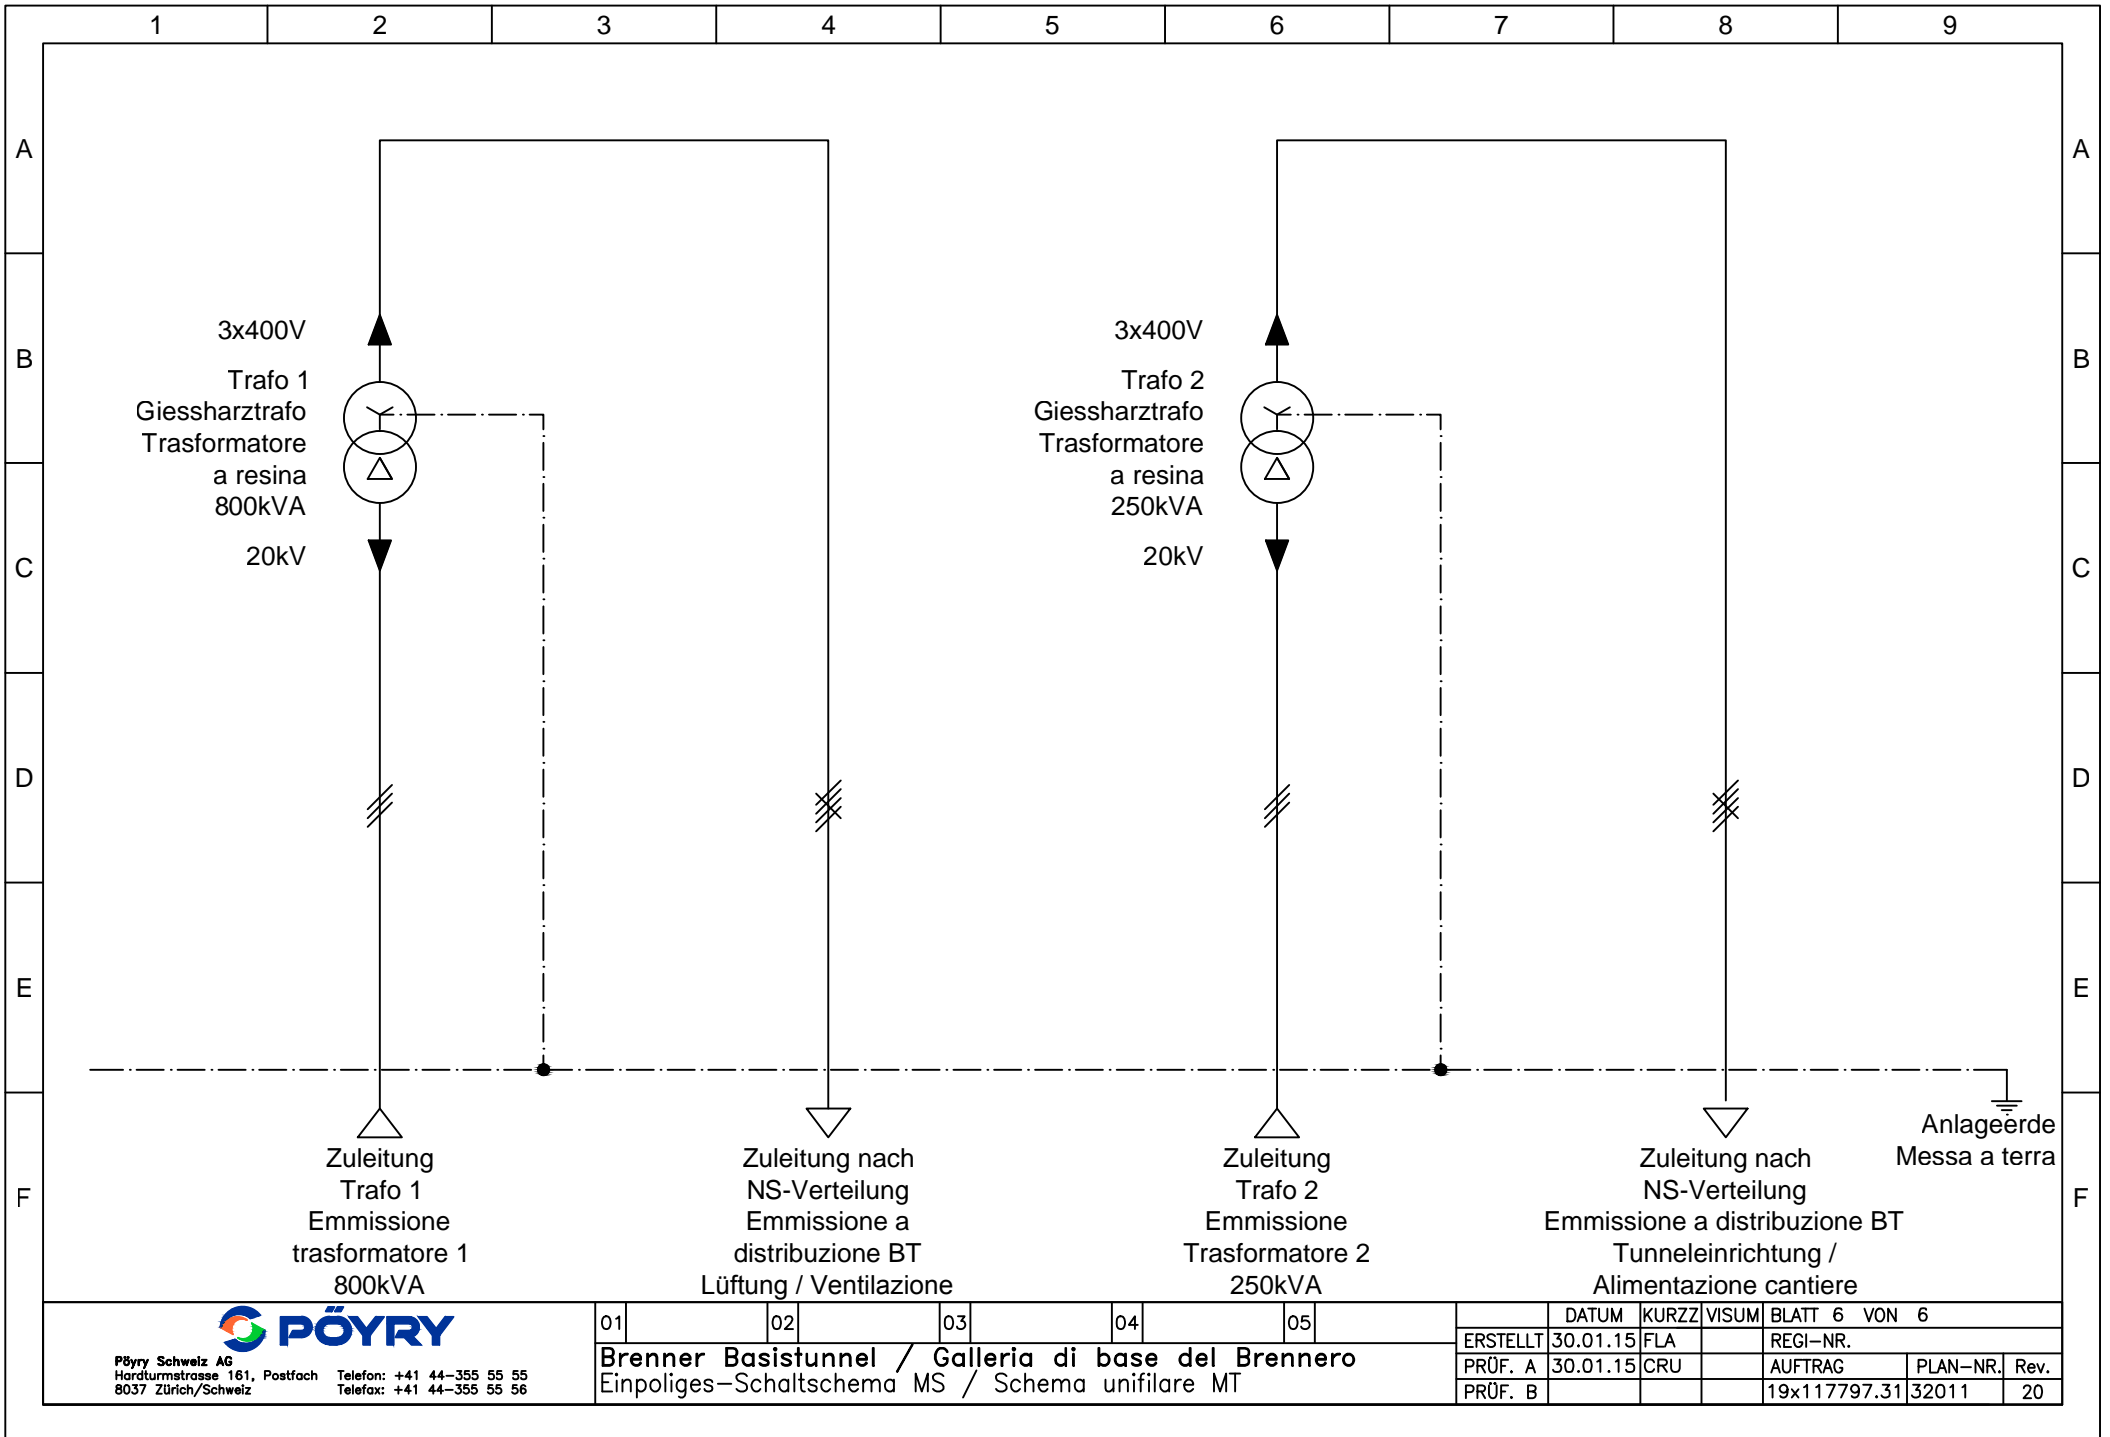 1 2 3 4 5 6 7 8 9
A A
B B
C C
D D
E E
F F
3x400V
Trafo 1
Giessharztrafo
Trasformatore
a resina
800kVA
20kV
3x400V
Trafo 2
Giessharztrafo
Trasformatore
a resina
250kVA
20kV
Zuleitung
Trafo 1
Emmissione
trasformatore 1
800kVA
Zuleitung nach
NS-Verteilung
Emmissione a
distribuzione BT
Lüftung / Ventilazione
Zuleitung
Trafo 2
Emmissione
Trasformatore 2
250kVA
Zuleitung nach
NS-Verteilung
Emmissione a distribuzione BT
Tunneleinrichtung /
Alimentazione cantiere
Anlageerde
Messa a terra
PÖYRY
Pöyry Schweiz AG
Hardturmstrasse 161, Postfach Telefon: +41 44-355 55 55
8037 Zürich/Schweiz Telefax: +41 44-355 55 56
01 02 03 04 05
Brenner Basistunnel / Galleria di base del Brennero
Einpoliges-Schaltschema MS / Schema unifilare MT
DATUM KURZZ VISUM BLATT 6 VON 6
ERSTELLT 30.01.15 FLA REGI-NR.
PRÜF. A 30.01.15 CRU AUFTRAG PLAN-NR. Rev.
PRÜF. B 19x117797.31 32011 20